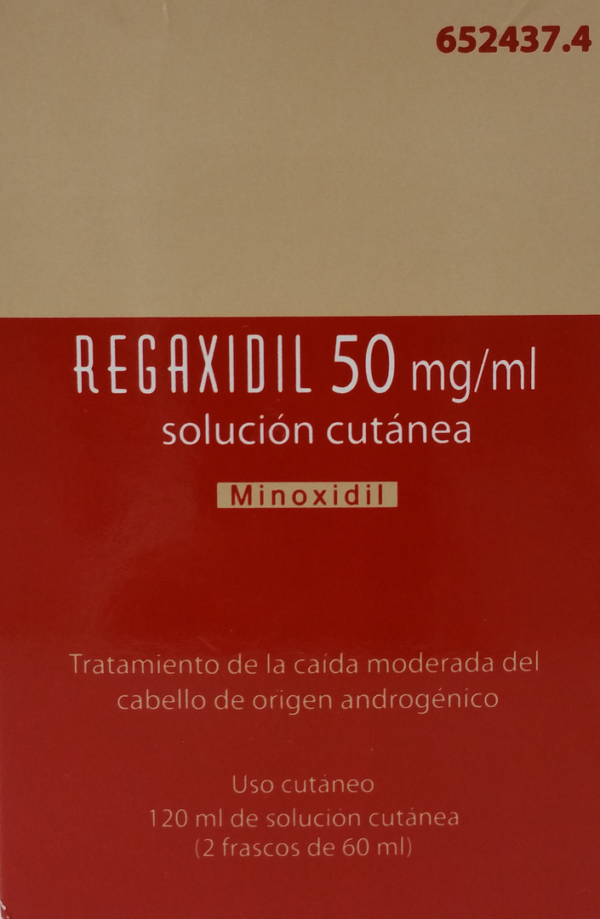 652437.4
REGAXIDIL 50 mg/ml
solución cutánea
Minoxidil
Tratamiento de la caída moderada del
cabello de origen androgénico
Uso cutáneo
120 ml de solución cutánea
(2 frascos de 60 ml)